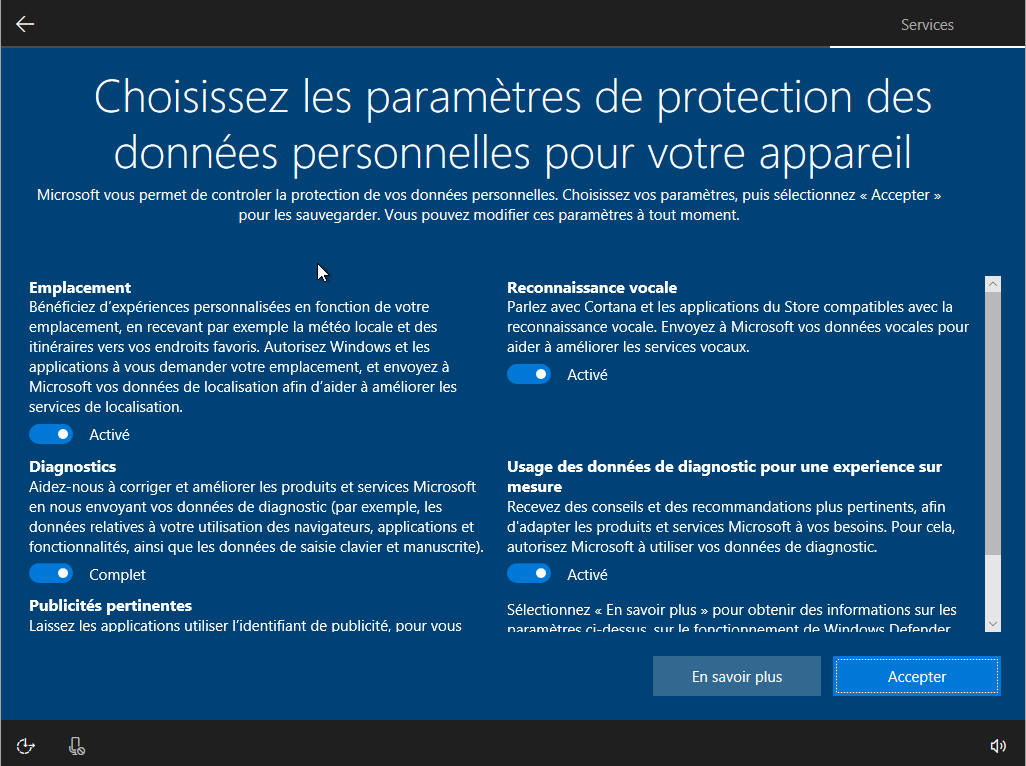 Services
Choisissez les paramètres de protection des
données personnelles pour votre appareil
Microsoft vous permet de controler la protection de vos données personnelles. Choisissez vos paramètres, puis sélectionnez « Accepter »
pour les sauvegarder. Vous pouvez modifier ces paramètres à tout moment.
Emplacement
Bénéficiez d’expériences personnalisées en fonction de votre
emplacement, en recevant par exemple la météo locale et des
itinéraires vers vos endroits favoris. Autorisez Windows et les
applications à vous demander votre emplacement, et envoyez à
Microsoft vos données de localisation afin d’aider à améliorer les
services de localisation.
Activé
Reconnaissance vocale
Parlez avec Cortana et les applications du Store compatibles avec la
reconnaissance vocale. Envoyez à Microsoft vos données vocales pour
aider à améliorer les services vocaux.
Activé
Diagnostics
Aidez-nous à corriger et améliorer les produits et services Microsoft
en nous envoyant vos données de diagnostic (par exemple, les
données relatives à votre utilisation des navigateurs, applications et
fonctionnalités, ainsi que les données de saisie clavier et manuscrite).
Complet
Usage des données de diagnostic pour une experience sur
mesure
Recevez des conseils et des recommandations plus pertinents, afin
d'adapter les produits et services Microsoft à vos besoins. Pour cela,
autorisez Microsoft à utiliser vos données de diagnostic.
Activé
Publicités pertinentes
Laissez les applications utiliser l’identifiant de publicité, pour vous
Sélectionnez « En savoir plus » pour obtenir des informations sur les
paramètres ci-dessus, sur le fonctionnement de Windows Defender
En savoir plus
Accepter